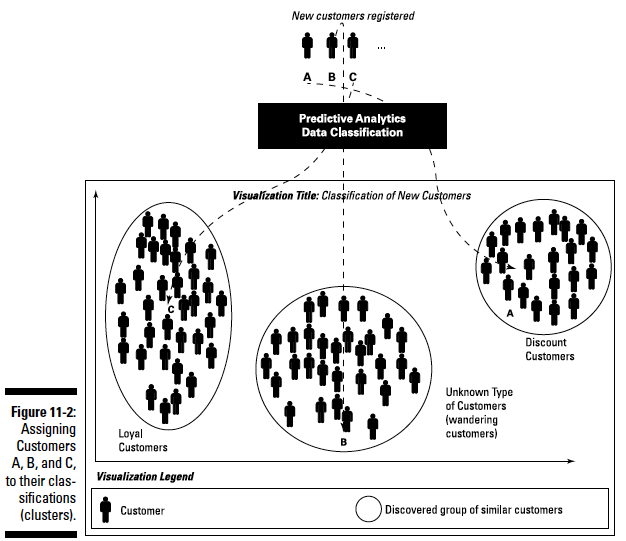 New customers registered
...
A B C
Predictive Analytics
Data Classification
Visualization Title: Classification of New Customers
C
A
Discount
Customers
B
Unknown Type
of Customers
(wandering
customers)
Loyal
Customers
Figure 11-2:
Assigning
Customers
A, B, and C,
to their clas-
sifications
(clusters).
Visualization Legend
Customer
Discovered group of similar customers